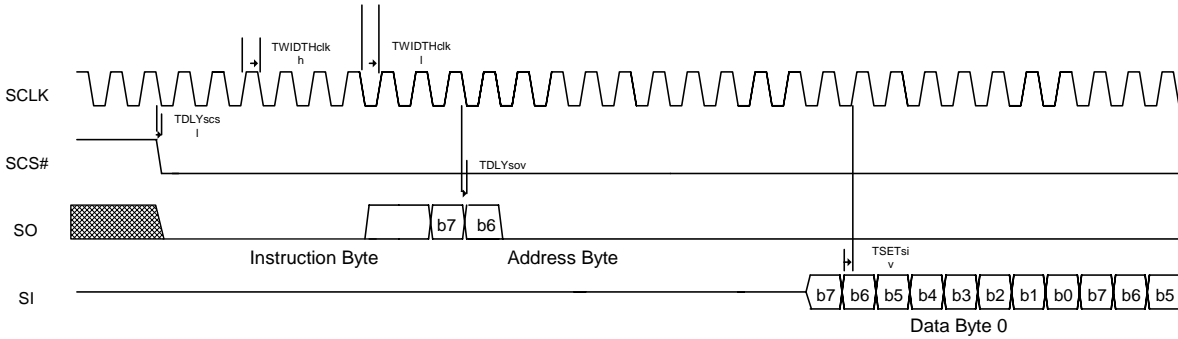 TWIDTHclk
h
TWIDTHclk
l
SCLK
TDLYscs
l
SCS#
TDLYsov
SO
b7 b6
Instruction Byte Address Byte
TSETsi
v
SI
b7 b6 b5 b4 b3 b2 b1 b0 b7 b6 b5
Data Byte 0